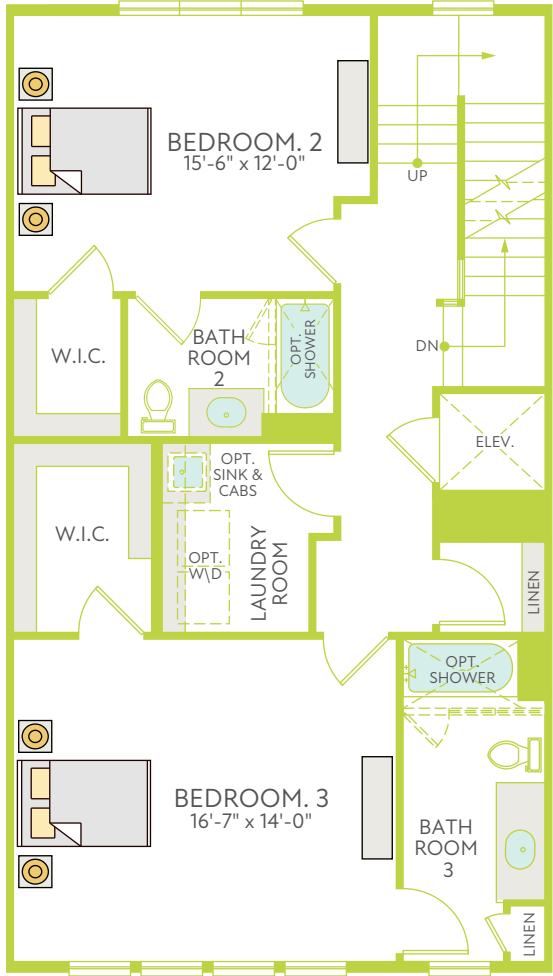 BEDROOM. 2
15'-6" x 12'-0"
UP
W.I.C.
BATH
ROOM
2
OPT.
SHOWER
DN
ELEV.
OPT.
SINK &
CABS
W.I.C.
OPT.
W\D
LAUNDRY
ROOM
LINEN
OPT.
SHOWER
BEDROOM. 3
16'-7" x 14'-0"
BATH
ROOM
3
LINEN